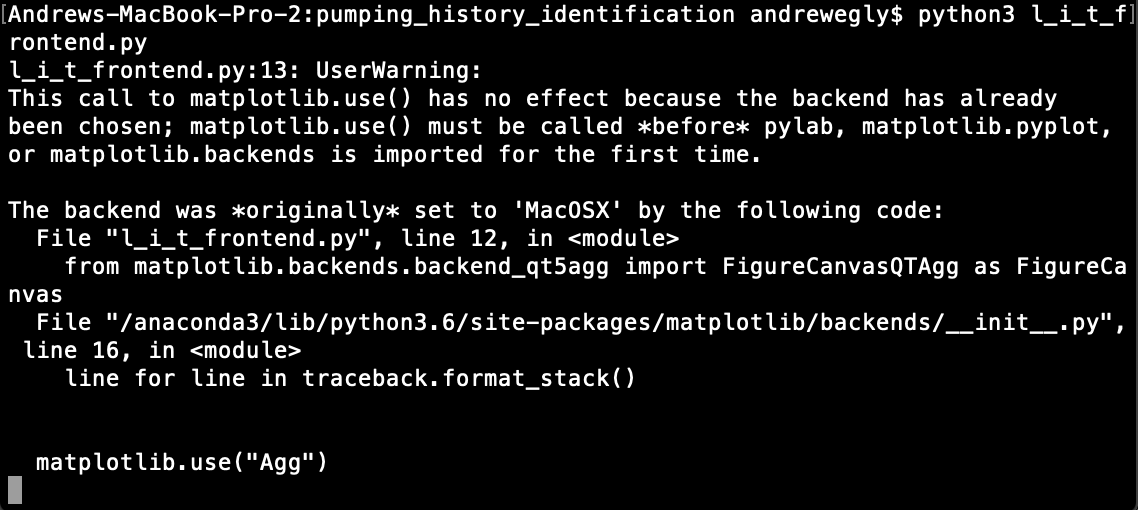 [Andrews-MacBook-Pro-2:pumping_history_identification andrewegly$ python3 l_i_t_f]
rontend.py
l_i_t_frontend.py:13: UserWarning:
This call to matplotlib.use() has no effect because the backend has already
been chosen; matplotlib.use() must be called *before* pylab, matplotlib.pyplot,
or matplotlib.backends is imported for the first time.

The backend was *originally* set to 'MacOSX' by the following code:
  File "l_i_t_frontend.py", line 12, in <module>
    from matplotlib.backends.backend_qt5agg import FigureCanvasQTAgg as FigureCa
nvas
  File "/anaconda3/lib/python3.6/site-packages/matplotlib/backends/__init__.py",
 line 16, in <module>
    line for line in traceback.format_stack()


  matplotlib.use("Agg")